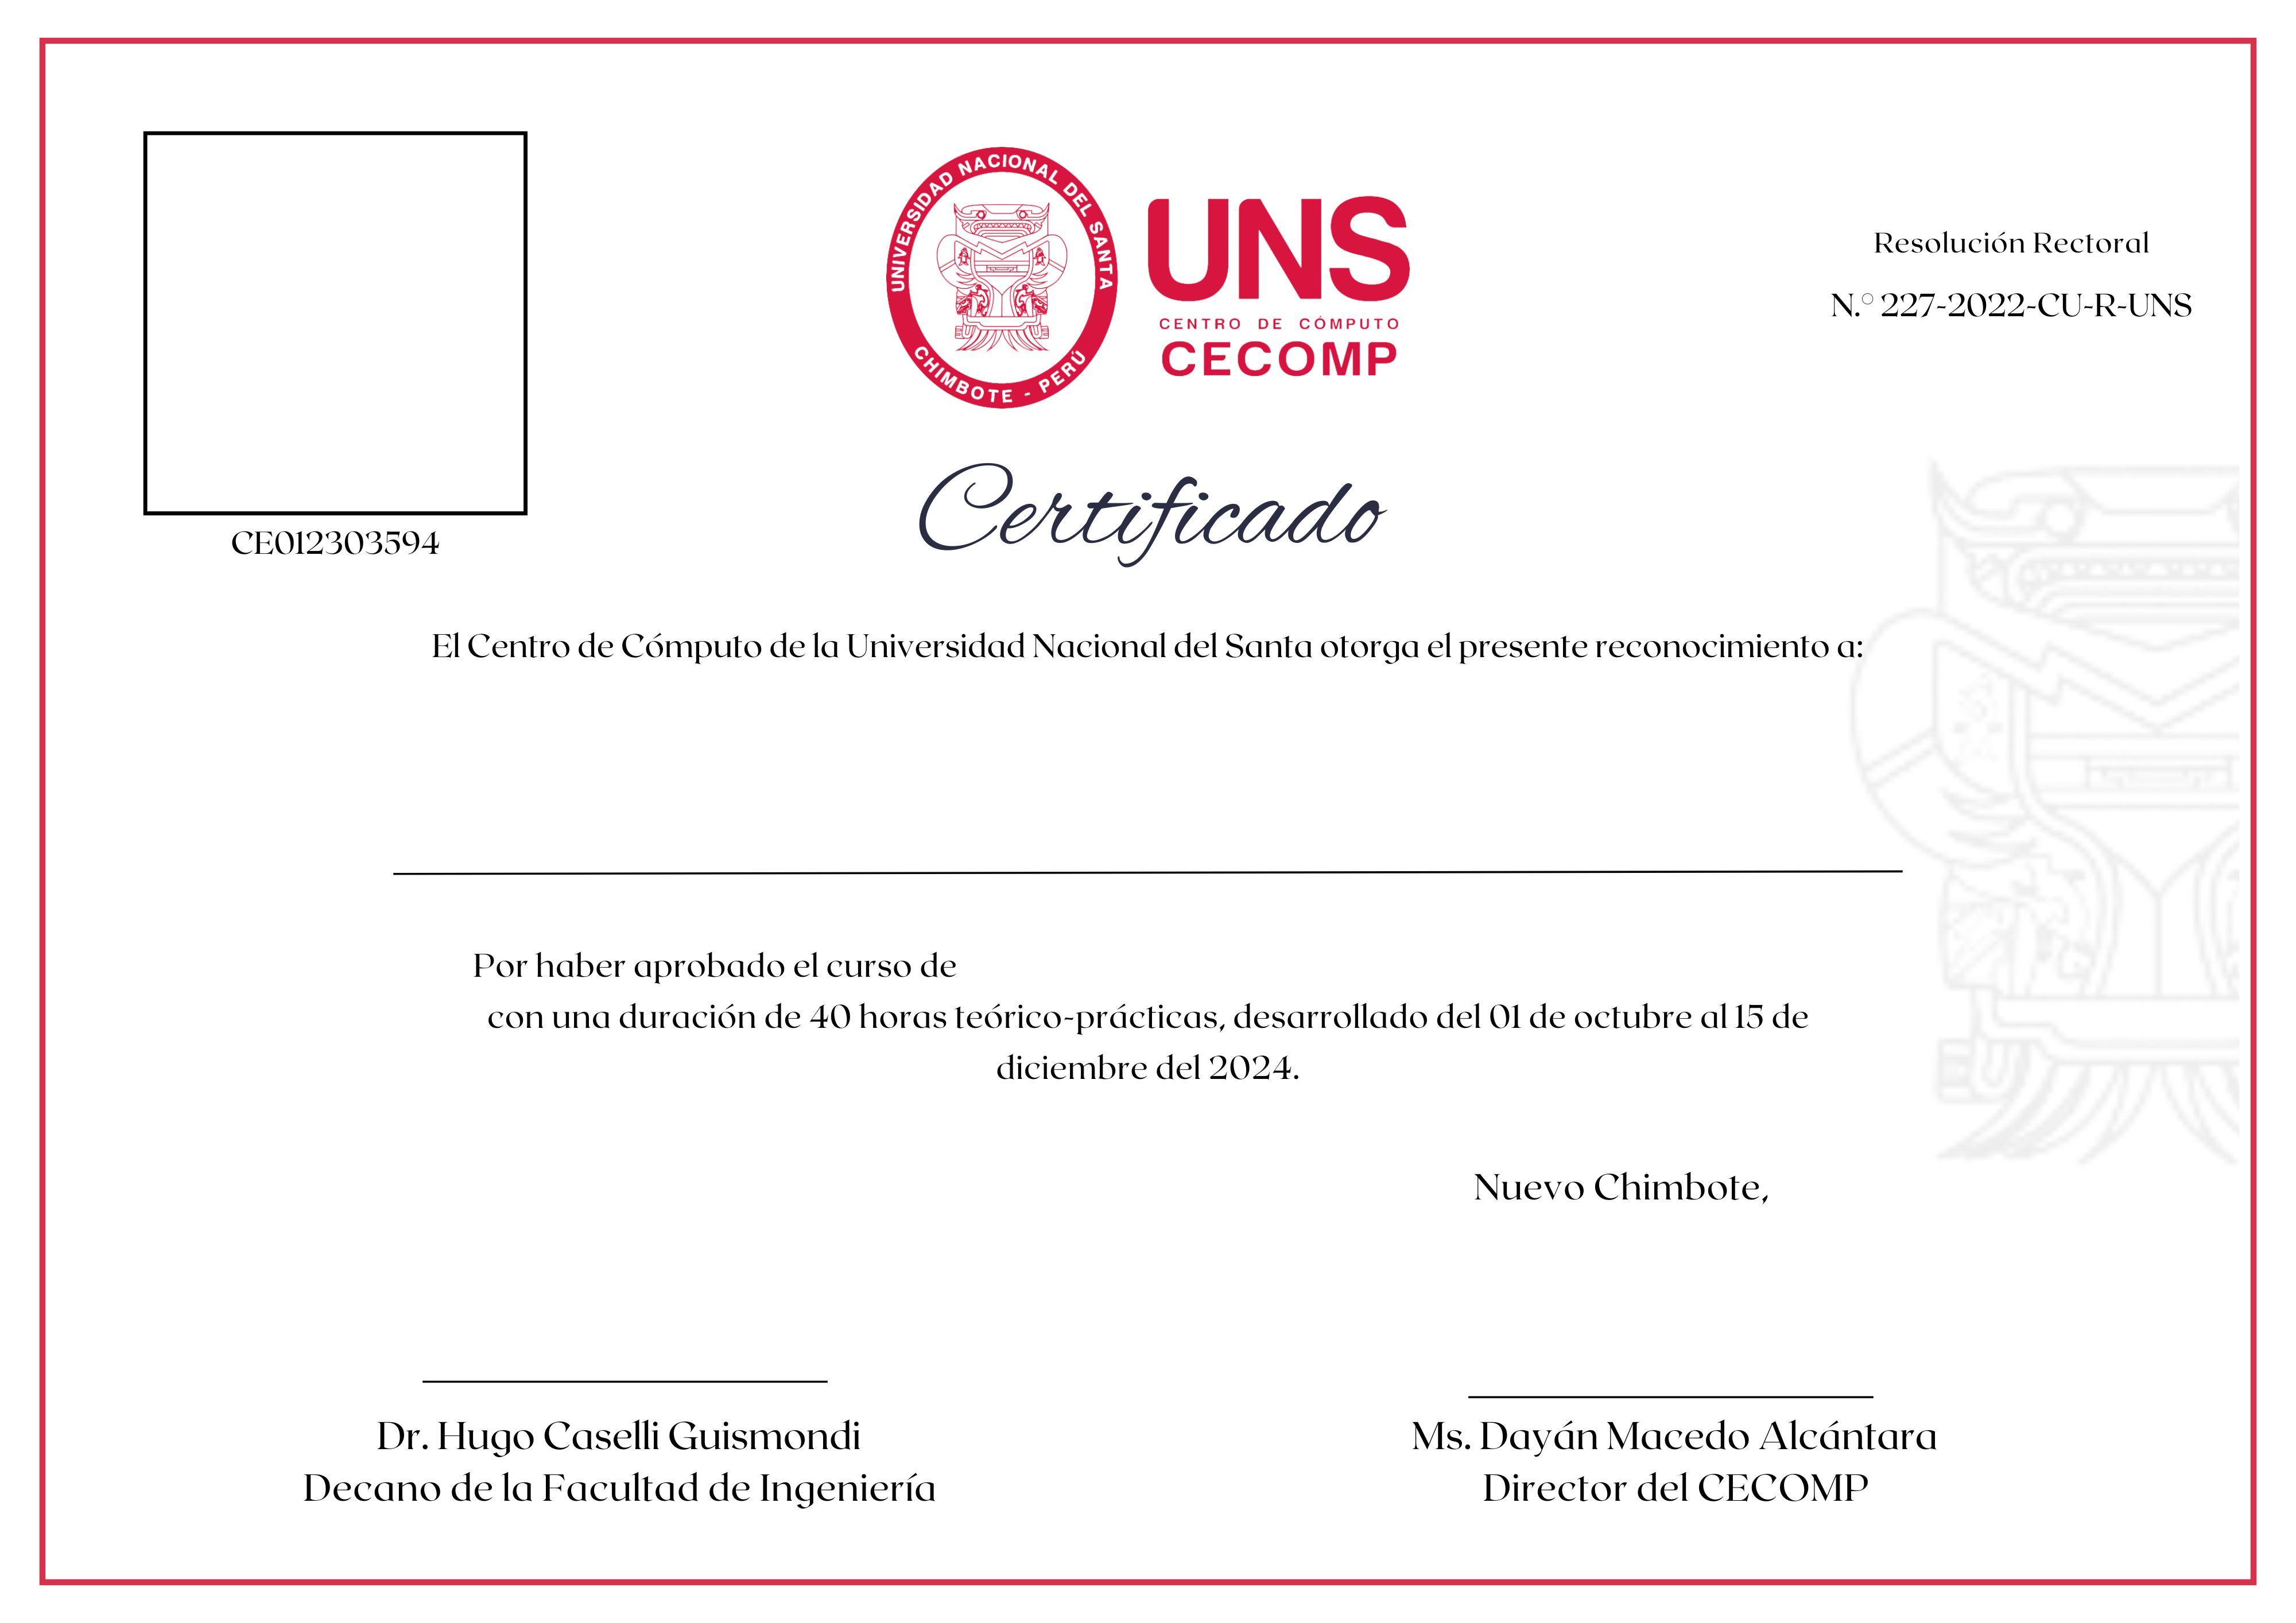 UNIVERSIDAD NACIONAL DEL SANTA
CHIMBOTE - PERÚ
UNS
CENTRO DE CÓMPUTO
CECOMP
Resolución Rectoral
N.° 227-2022-CU-R-UNS
CE012303594
Certificado
El Centro de Cómputo de la Universidad Nacional del Santa otorga el presente reconocimiento a:
Por haber aprobado el curso de
con una duración de 40 horas teórico-prácticas, desarrollado del 01 de octubre al 15 de
diciembre del 2024.
Nuevo Chimbote,
Dr. Hugo Caselli Guismondi
Decano de la Facultad de Ingeniería
Ms. Dayán Macedo Alcántara
Director del CECOMP